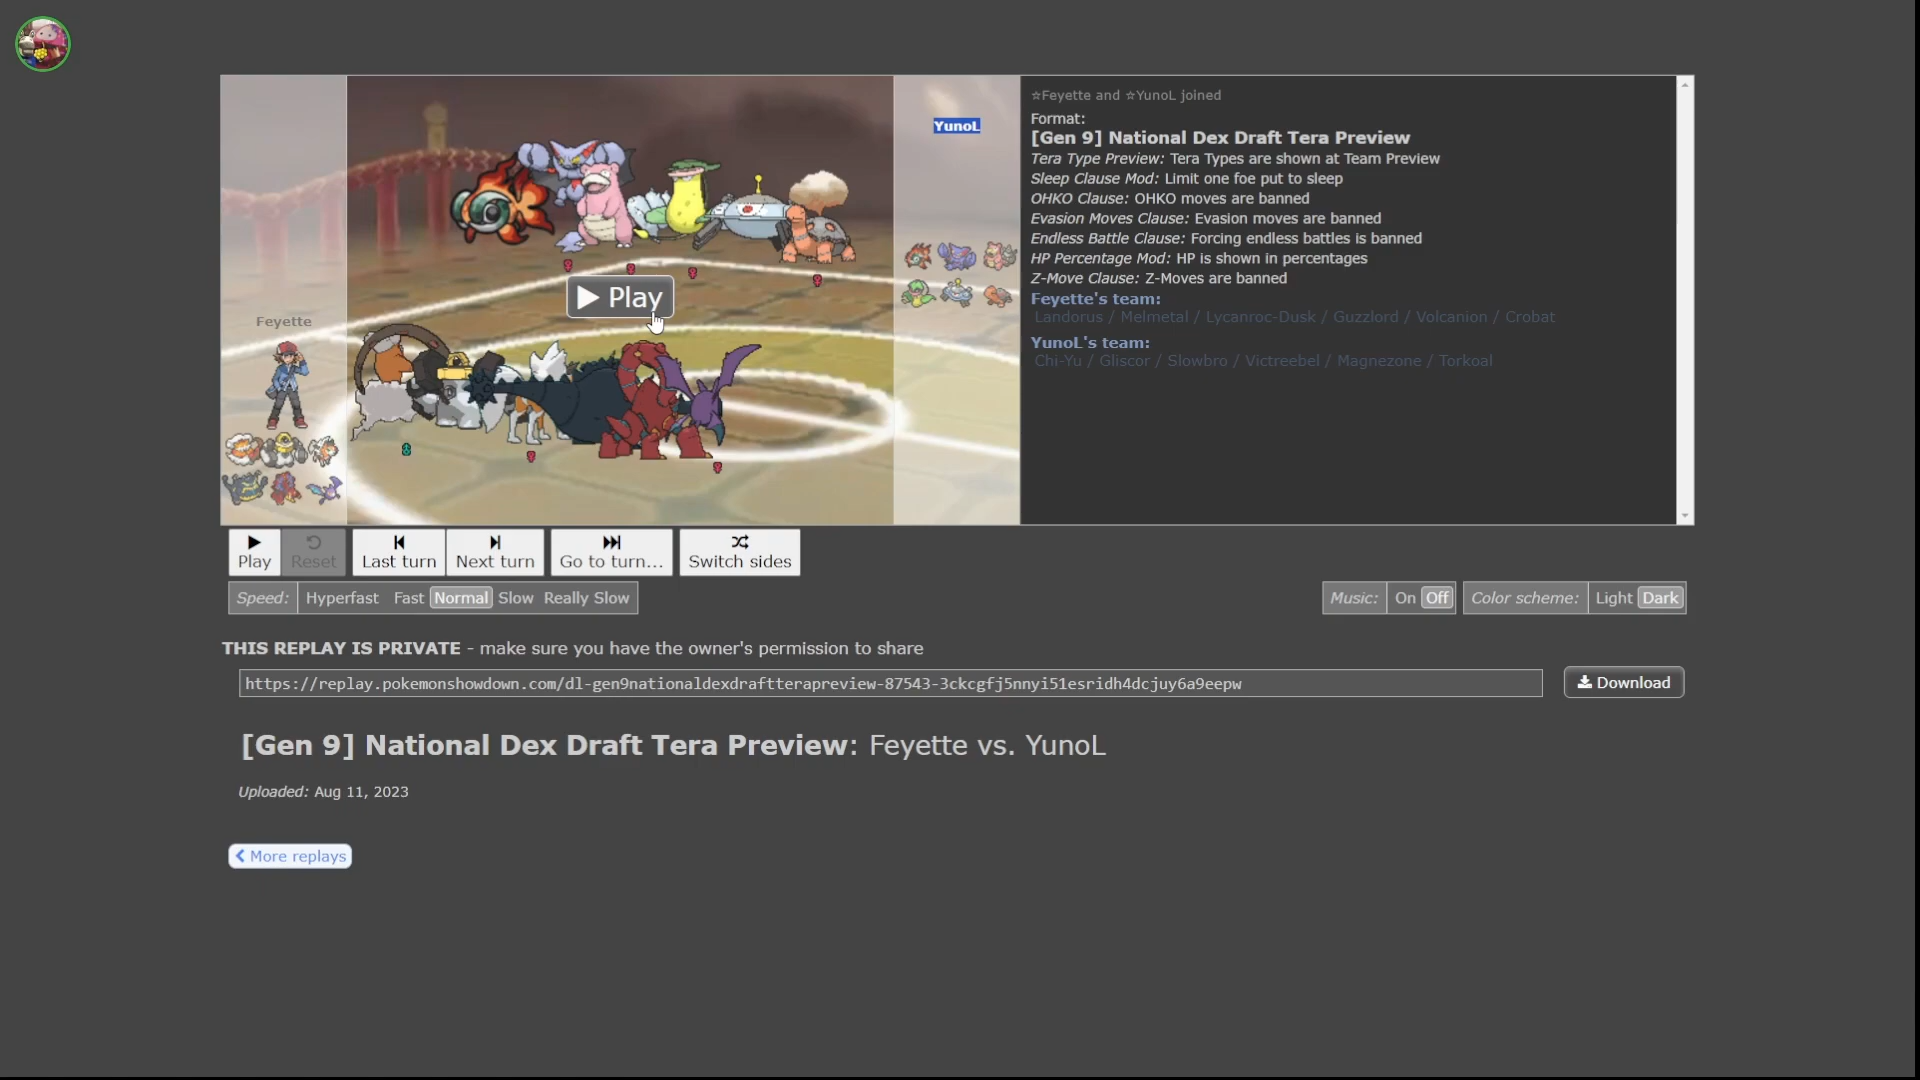 YunoL
Feyette
Play
☆Feyette and ☆YunoL joined
Format:
[Gen 9] National Dex Draft Tera Preview
Tera Type Preview: Tera Types are shown at Team Preview
Sleep Clause Mod: Limit one foe put to sleep
OHKO Clause: OHKO moves are banned
Evasion Moves Clause: Evasion moves are banned
Endless Battle Clause: Forcing endless battles is banned
HP Percentage Mod: HP is shown in percentages
Z-Move Clause: Z-Moves are banned
Feyette's team:
Landorus / Melmetal / Lycanroc-Dusk / Guzzlord / Volcanion / Crobat
YunoL's team:
Chi-Yu / Gliscor / Slowbro / Victreebel / Magnezone / Torkoal
Play Reset Last turn Next turn Go to turn... Switch sides
Speed: Hyperfast Fast Normal Slow Really Slow Music: On Off Color scheme: Light Dark
THIS REPLAY IS PRIVATE - make sure you have the owner's permission to share
https://replay.pokemonshowdown.com/dl-gen9nationaldexdraftterapreview-87543-3ckcgfj5nnyi51esridh4dcjuy6a9eepw Download
[Gen 9] National Dex Draft Tera Preview: Feyette vs. YunoL
Uploaded: Aug 11, 2023
More replays